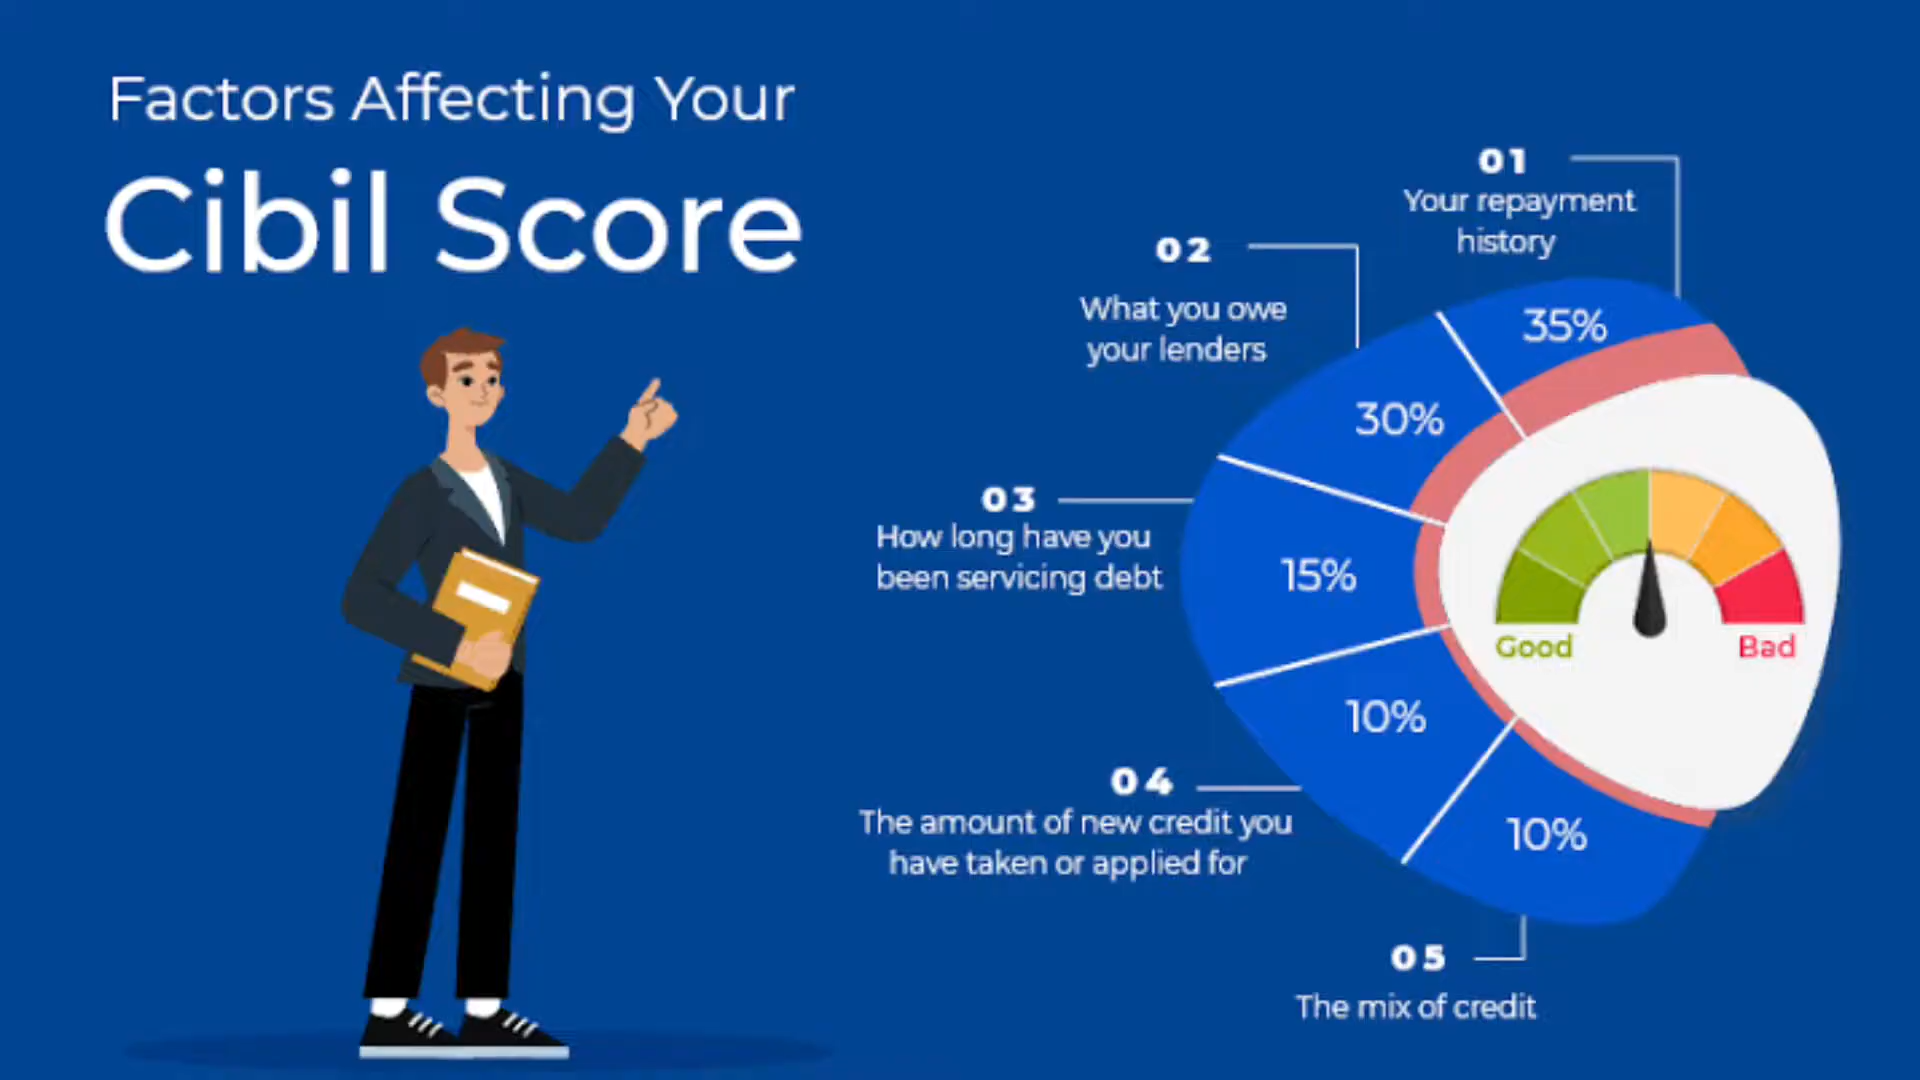 Factors Affecting Your
Cibil Score
01
Your repayment
history
35%
02
What you owe
your lenders
30%
03
How long have you
been servicing debt
15%
04
The amount of new credit you
have taken or applied for
10%
05
The mix of credit
10%
Good
Bad